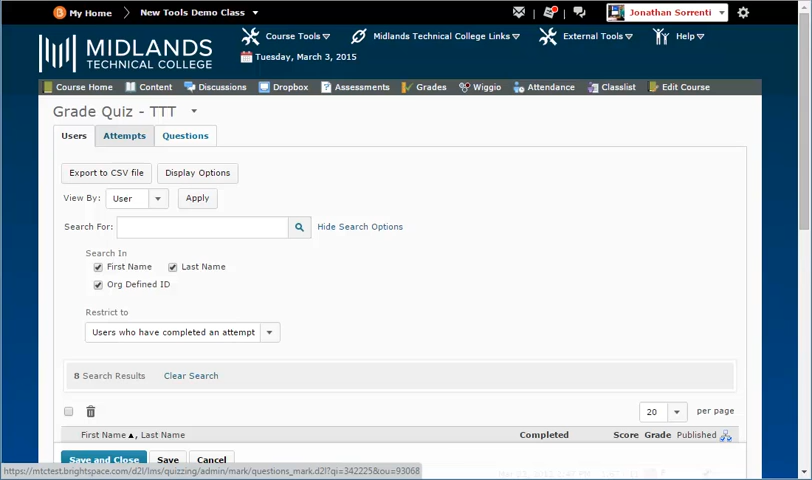 My Home New Tools Demo Class Jonathan Sorrenti
MIDLANDS
TECHNICAL COLLEGE
Course Tools Midlands Technical College Links External Tools Help
Tuesday, March 3, 2015
Course Home Content Discussions Dropbox Assessments Grades Wiggio Attendance Classlist Edit Course
Grade Quiz - TTT
Users Attempts Questions
Export to CSV file Display Options
View By: User Apply
Search For: Hide Search Options
Search In
First Name Last Name
Org Defined ID
Restrict to
Users who have completed an attempt
8 Search Results Clear Search
20 per page
First Name, Last Name Completed Score Grade Published
Save and Close Save Cancel
https://mtctest.brightspace.com/d2l/lms/quizzing/admin/mark/questions_mark.d2l?qi=342225&ou=93068